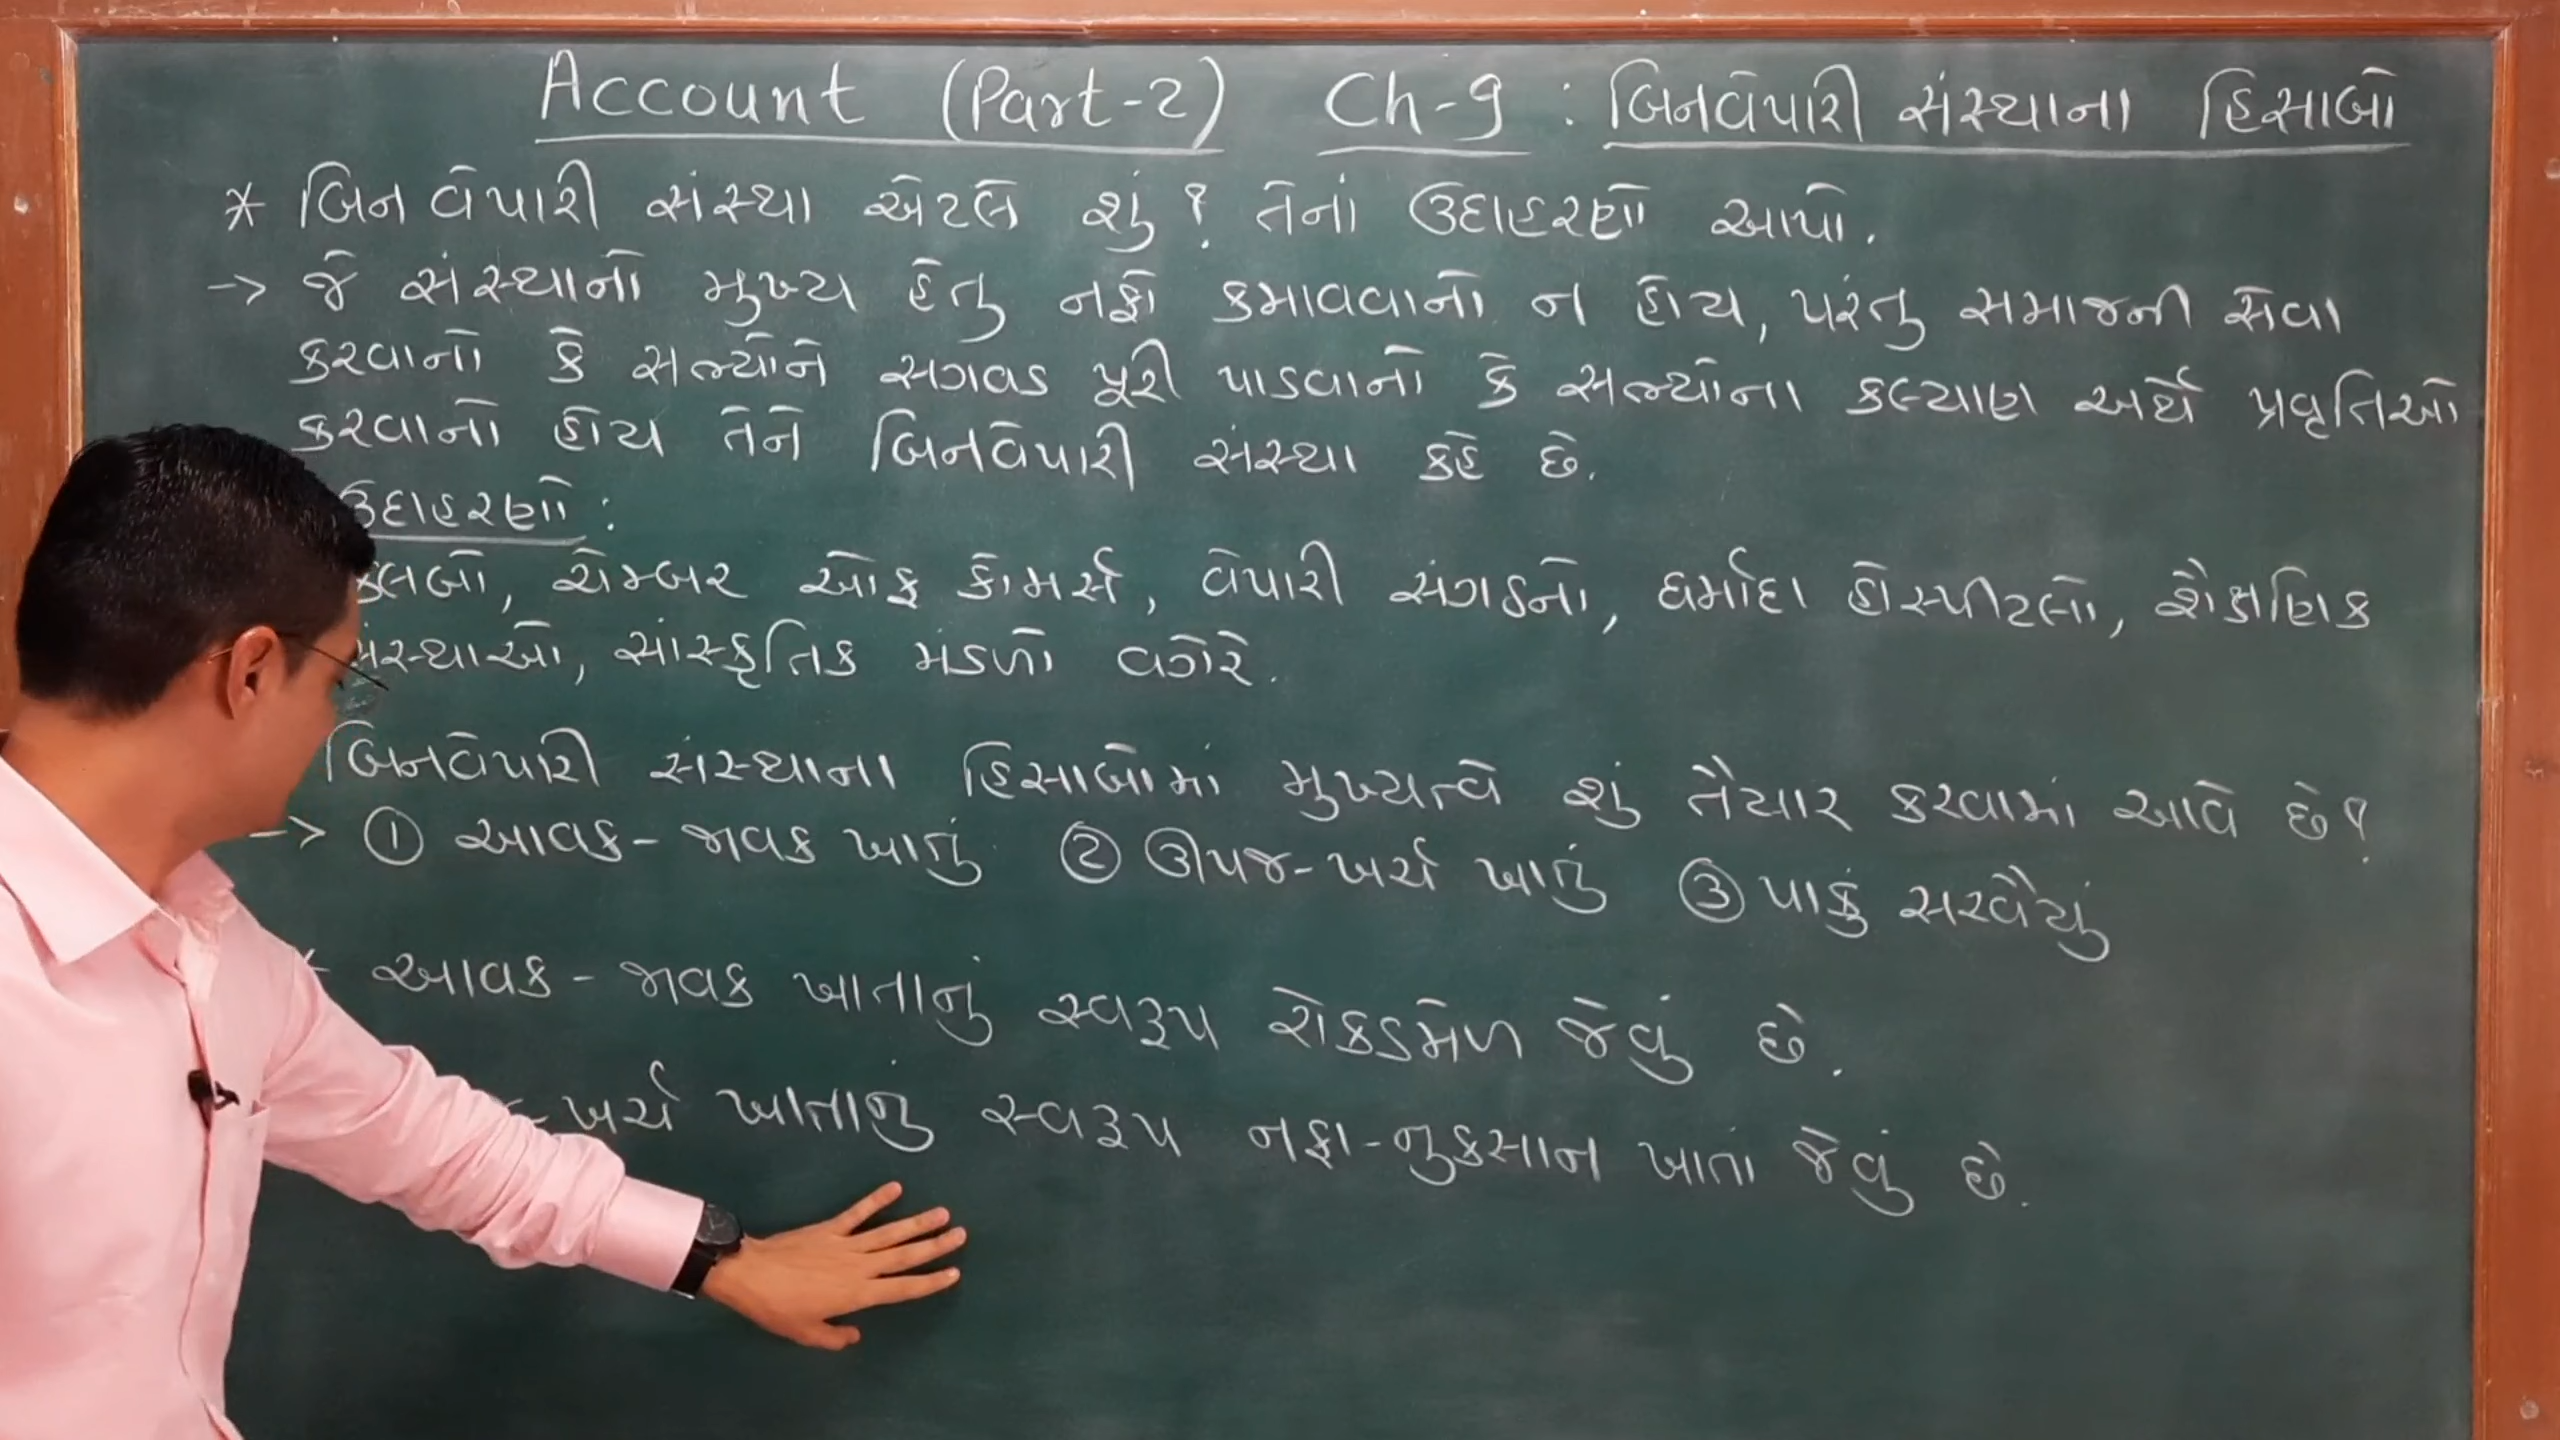 Account (Part-2) Ch-9 : બિનવેપારી સંસ્થાના હિસાબો
* બિનવેપારી સંસ્થા એટલે શું? તેનાં ઉદાહરણો આપો.
→ જે સંસ્થાનો મુખ્ય હેતુ નફો કમાવવાનો ન હોય, પરંતુ સમાજની સેવા
કરવાનો કે સભ્યોને સગવડ પૂરી પાડવાનો કે સભ્યોના કલ્યાણ અર્થે પ્રવૃતિઓ
કરવાનો હોય તેને બિનવેપારી સંસ્થા કહે છે.
ઉદાહરણો :
કલબો, ચેમ્બર ઓફ કોમર્સ, વેપારી સંગઠનો, ધર્માદા હોસ્પીટલો, શૈક્ષણિક
સંસ્થાઓ, સાંસ્કૃતિક મંડળો વગેરે.
બિનવેપારી સંસ્થાના હિસાબોમાં મુખ્યત્વે શું તૈયાર કરવામાં આવે છે?
→ ① આવક-જાવક ખાતું ② ઊપજ-ખર્ચ ખાતું ③ પાકું સરવૈયું
* આવક-જાવક ખાતાનું સ્વરૂપ રોકડમેળ જેવું છે.
-ખર્ચ ખાતાનું સ્વરૂપ નફા-નુકસાન ખાતા જેવું છે.